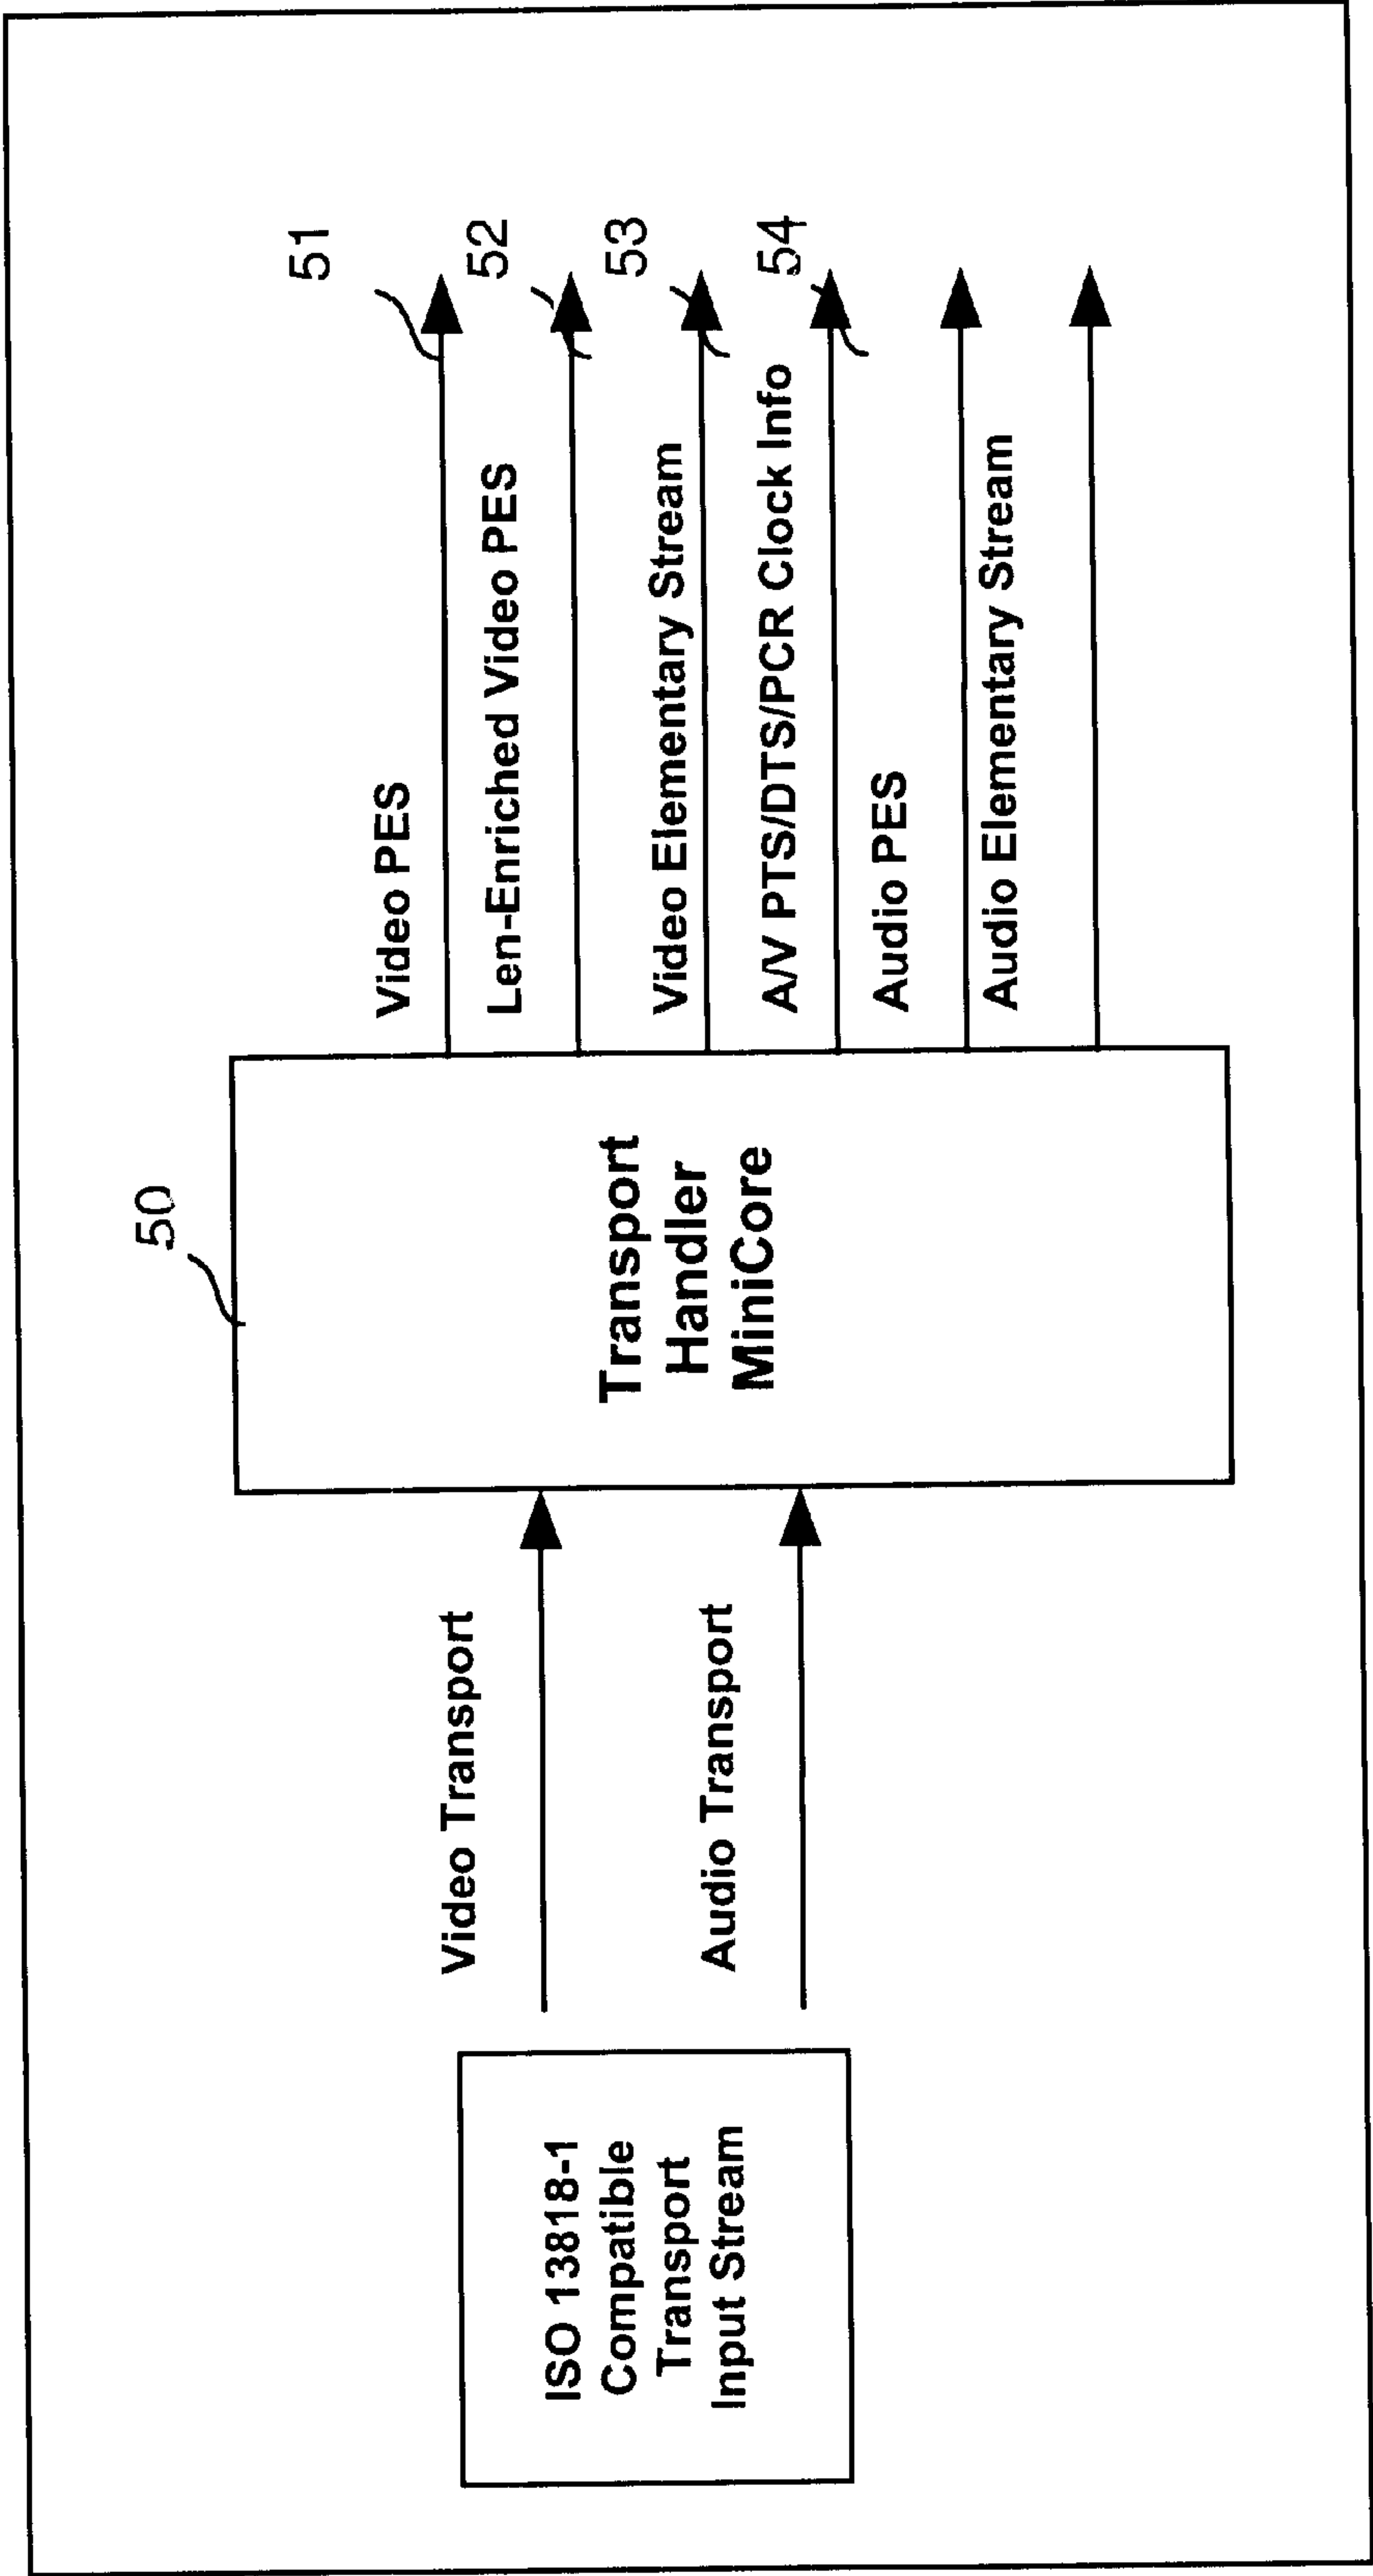 ISO 13818-1
Compatible
Transport
Input Stream
Video Transport
Audio Transport
50
Transport
Handler
MiniCore
Video PES
51
Len-Enriched Video PES
52
Video Elementary Stream
53
A/V PTS/DTS/PCR Clock Info
54
Audio PES
Audio Elementary Stream